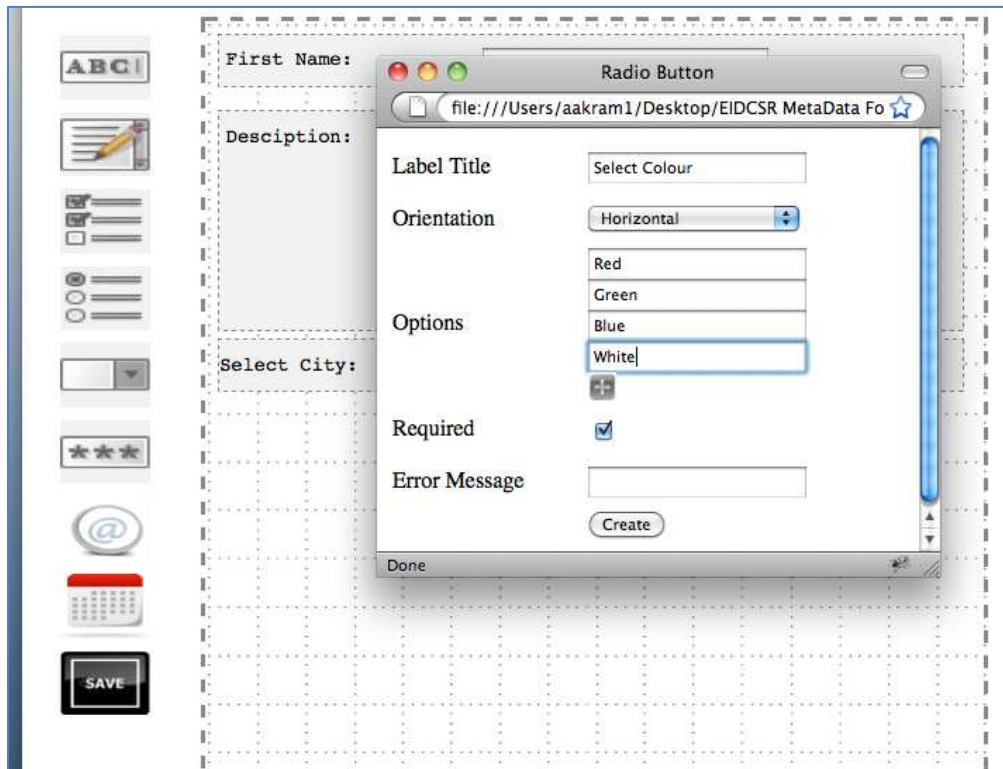 ABC
First Name:
Radio Button
file:///Users/aakram1/Desktop/EIDCSR MetaData Fo
Desciption:
Label Title
Select Colour
Orientation
Horizontal
Red
Green
Options
Blue
White
Select City:
Required
***
Error Message
@
Create
Done
SAVE